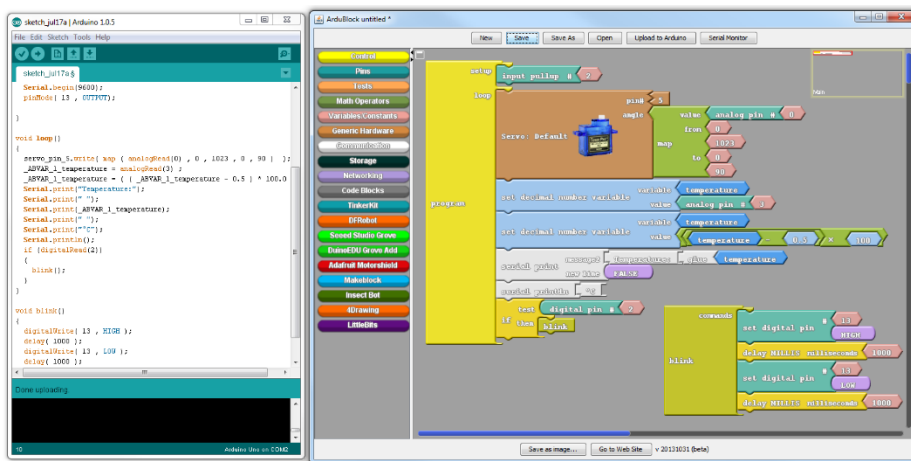 sketch_jul17a | Arduino 1.0.5
File Edit Sketch Tools Help
sketch_jul17a §
Serial.begin(9600);
pinMode( 13 , OUTPUT);
}
void loop()
{
servo_pin_5.write( map ( analogRead(0) , 0 , 1023 , 0 , 90 ) );
_ABVAR_1_temperature = analogRead(3) ;
_ABVAR_1_temperature = ( ( _ABVAR_1_temperature - 0.5 ) * 100.0
Serial.print("Temperature:");
Serial.print(" ");
Serial.print(_ABVAR_1_temperature);
Serial.print(" ");
Serial.print("°C");
Serial.println();
if (digitalRead(2))
{
blink();
}
}
void blink()
{
digitalWrite( 13 , HIGH );
delay( 1000 );
digitalWrite( 13 , LOW );
delay( 1000 );
Done uploading.
10
Arduino Uno on COM2
ArduBlock untitled *
New Save Save As Open Upload to Arduino Serial Monitor
Control
Pins
Tests
Math Operators
Variables/Constants
Generic Hardware
Communication
Storage
Networking
Code Blocks
TinkerKit
DFRobot
Seeed Studio Grove
DuinoEDU Grove Add
Adafruit Motorshield
Makeblock
Insect Bot
4Drawing
LittleBits
program
setup
input pullup # 2
loop
Servo: Default
pin# 5
angle
map
value analog pin # 0
from 0
1023
to 0
90
set decimal number variable
variable temperature
value analog pin # 3
set decimal number variable
variable temperature
value temperature - 0.5 × 100
serial print
message Temperature: glue temperature
new line FALSE
serial println °C
if
test digital pin # 2
then blink
blink
commands
set digital pin
# 13
HIGH
delay MILLIS milliseconds 1000
set digital pin
# 13
LOW
delay MILLIS milliseconds 1000
Main
Save as image... Go to Web Site v 20131031 (beta)